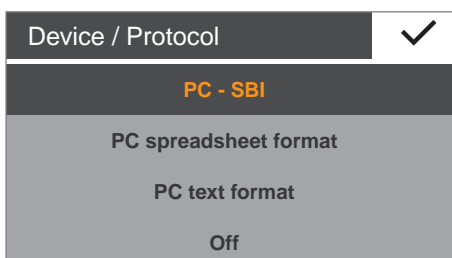 Device / Protocol
PC - SBI
PC spreadsheet format
PC text format
Off